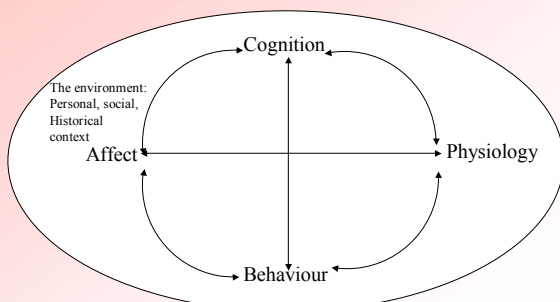 Cognition
The environment:
Personal, social,
Historical
context
Affect
Physiology
Behaviour